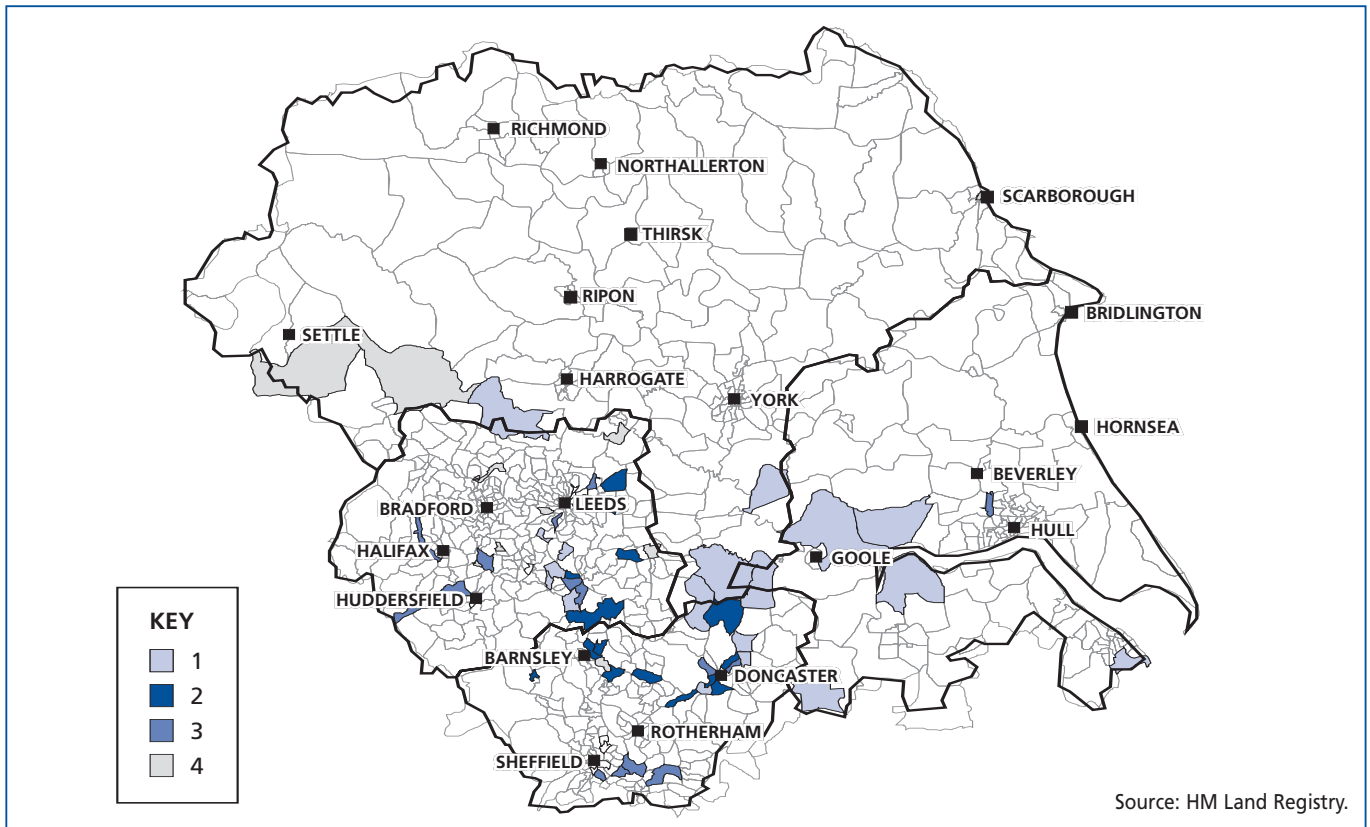 RICHMOND
NORTHALLERTON
SCARBOROUGH
THIRSK
RIPON
BRIDLINGTON
SETTLE
HARROGATE
YORK
HORNSEA
BEVERLEY
BRADFORD
LEEDS
HULL
HALIFAX
GOOLE
HUDDERSFIELD
BARNSLEY
DONCASTER
ROTHERHAM
SHEFFIELD
KEY
1
2
3
4
Source: HM Land Registry.